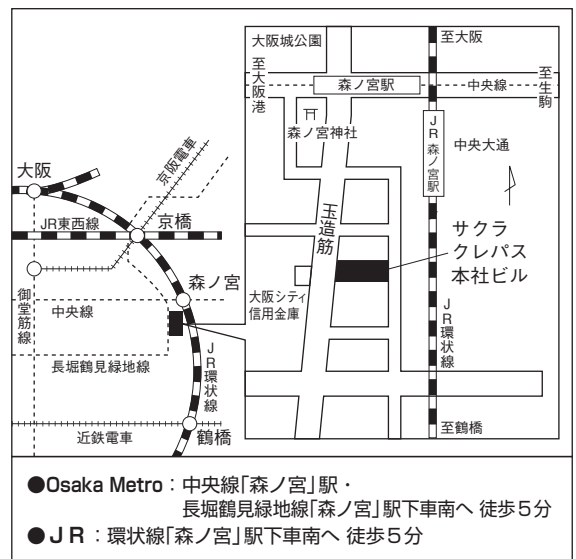 大阪
京阪電車
JR東西線
京橋
森ノ宮
御堂筋線
中央線
長堀鶴見緑地線
JR環状線
近鉄電車
鶴橋
大阪城公園
至大阪
至大阪港
森ノ宮駅
中央線
至生駒
森ノ宮神社
JR森ノ宮駅
中央大通
玉造筋
サクラ
クレパス
本社ビル
大阪シティ
信用金庫
JR環状線
至鶴橋
●Osaka Metro：中央線「森ノ宮」駅・
長堀鶴見緑地線「森ノ宮」駅下車南へ 徒歩5分
●JR：環状線「森ノ宮」駅下車南へ 徒歩5分